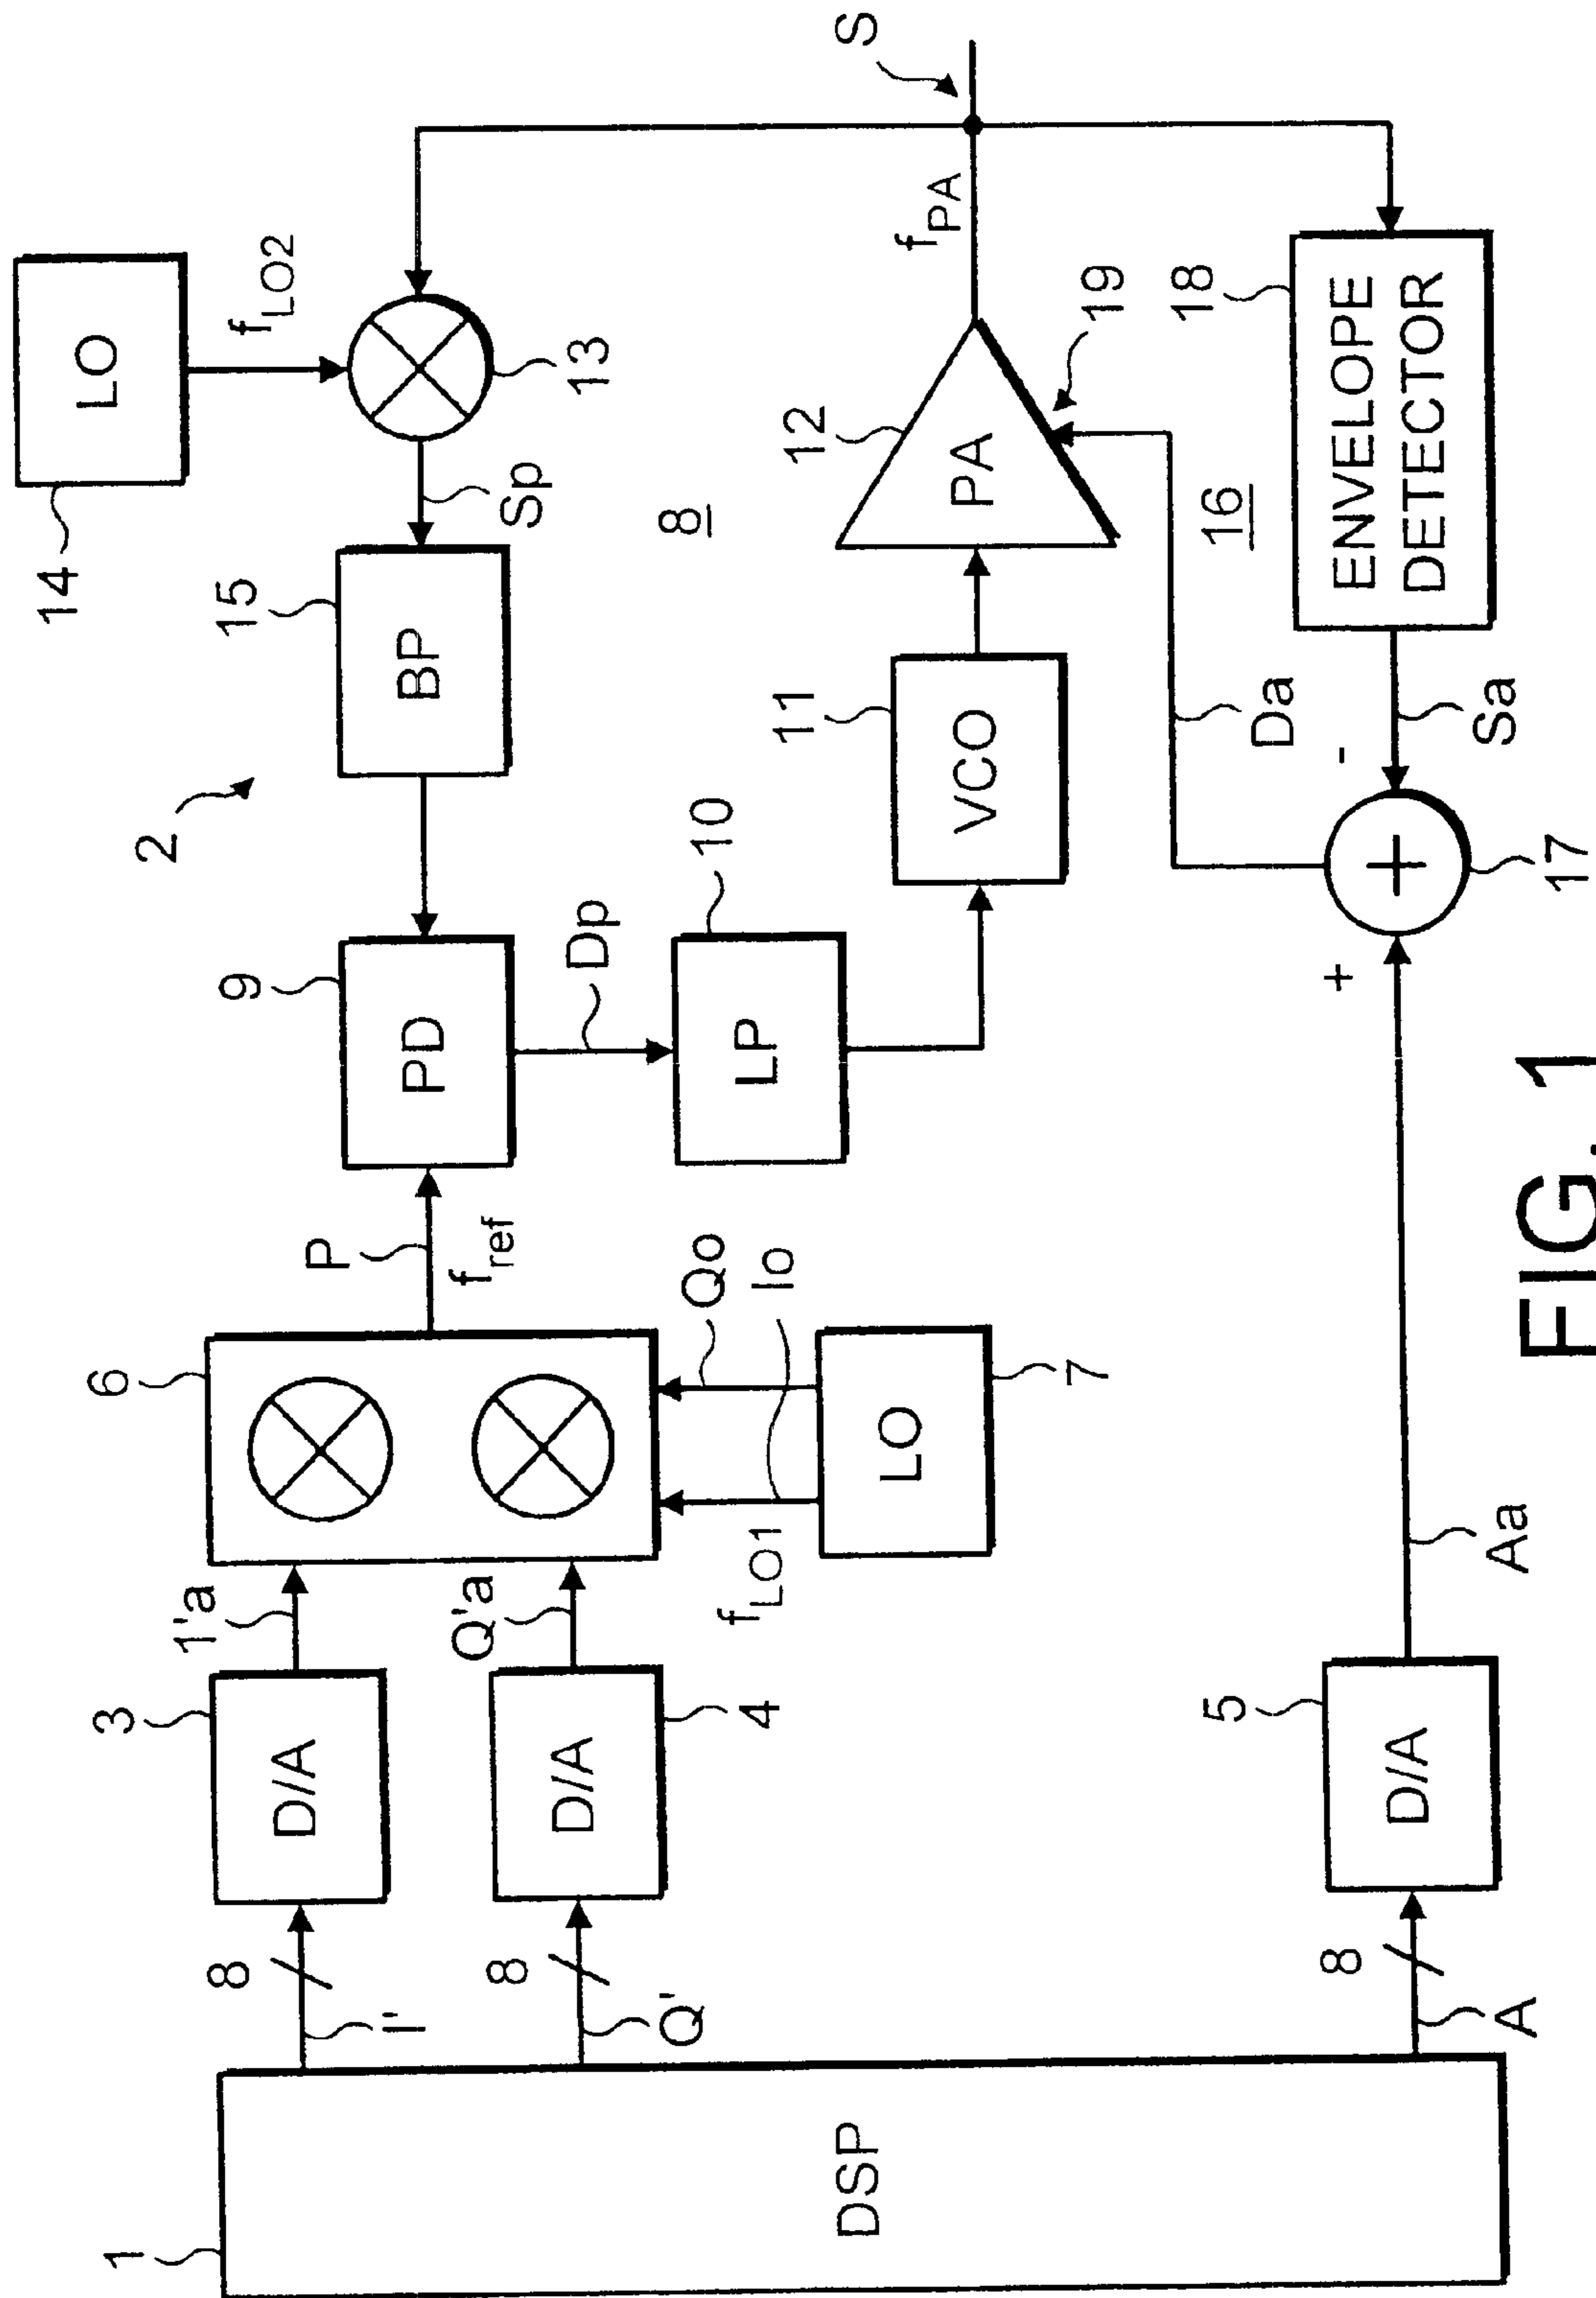 1
DSP
I'
8
Q'
8
A
8
3
D/A
1'a
4
D/A
Q'a
5
D/A
Aa
6
7
LO
fLO1
Io
Qo
P
fref
9
PD
Dp
10
LP
2
15
BP
Sp
14
LO
fLO2
13
8
11
VCO
12
PA
19
fPA
S
16
Da
18
ENVELOPE
DETECTOR
Sa
-
+
+
17
FIG. 1